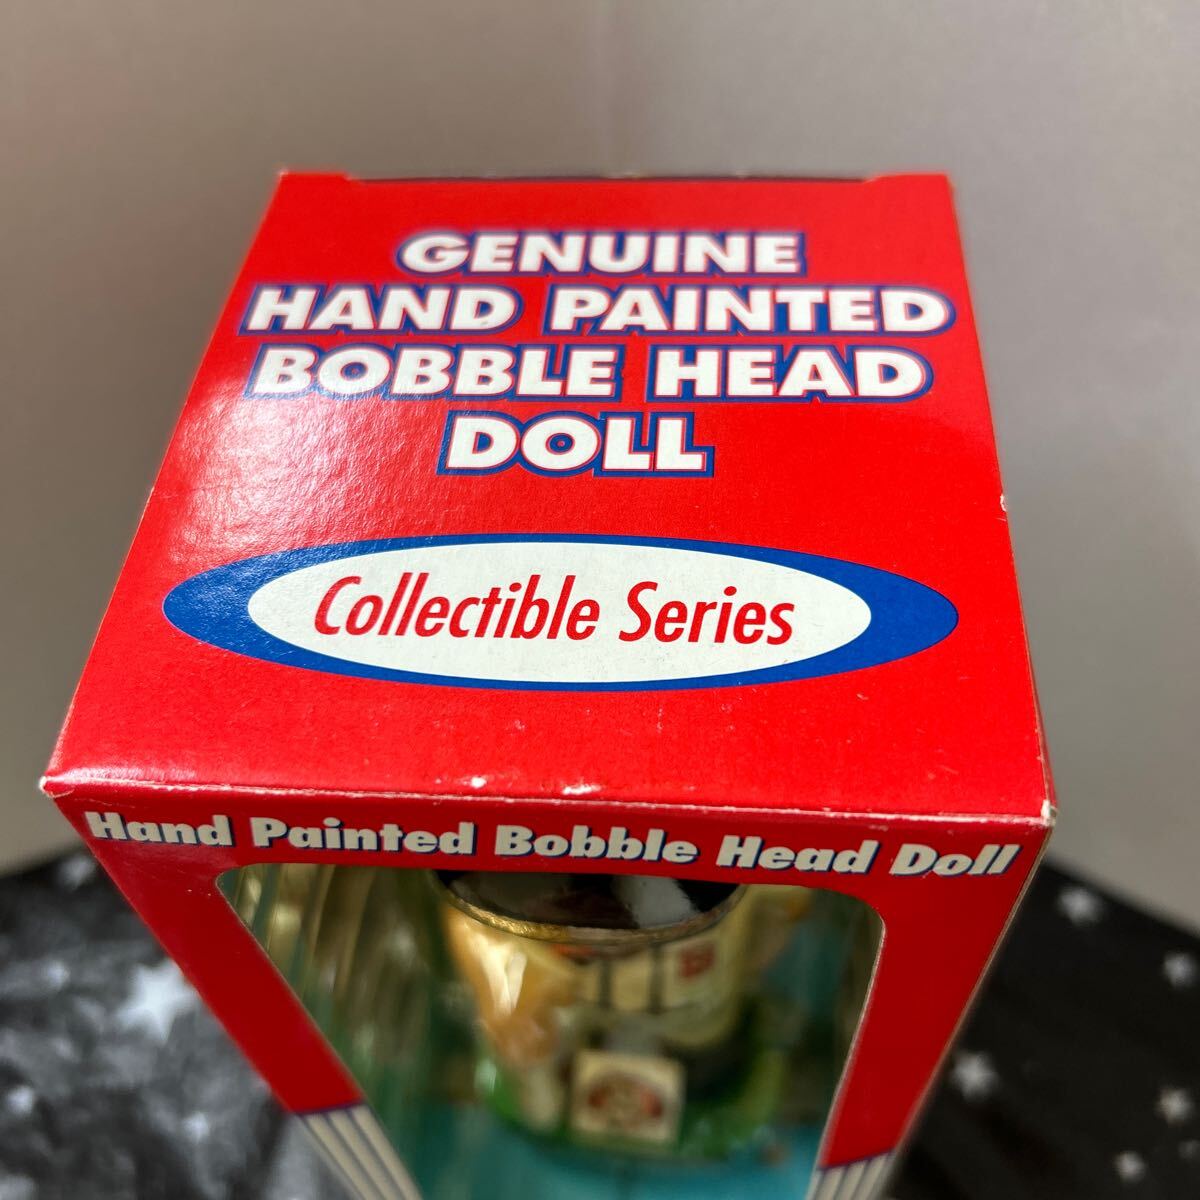 GENUINE
HAND PAINTED
BOBBLE HEAD
DOLL
Collectible Series
Hand Painted Bobble Head Doll